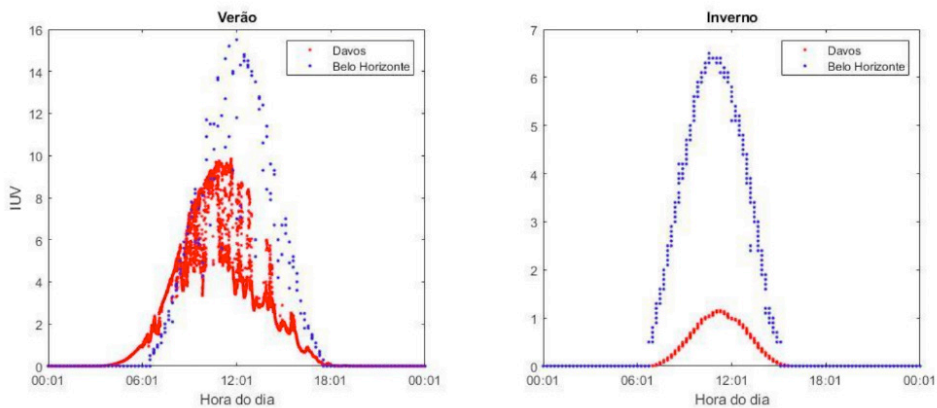 Verão
16
14
12
10
8
6
4
2
0
IUV
00:01 06:01 12:01 18:01 00:01
Hora do dia
Davos
Belo Horizonte
Inverno
7
6
5
4
3
2
1
0
00:01 06:01 12:01 18:01 00:01
Hora do dia
Davos
Belo Horizonte